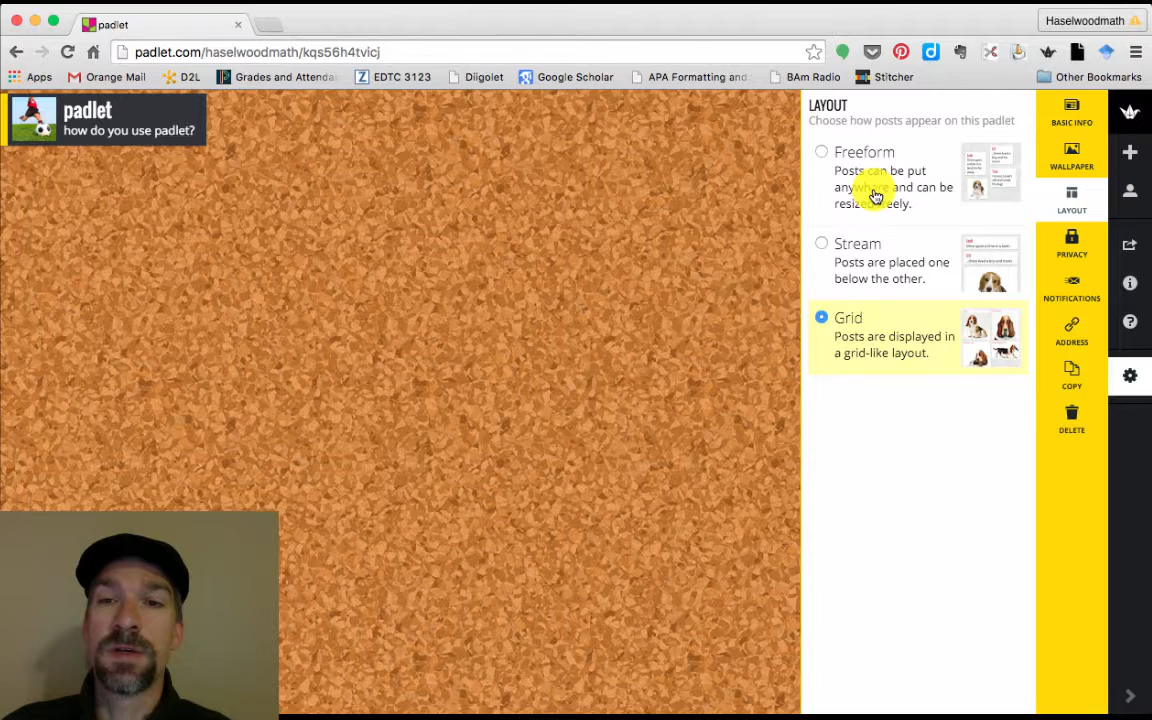 padlet
Haselwoodmath
padlet.com/haselwoodmath/kqs56h4tvicj
Apps
Orange Mail
D2L
Grades and Attenda
EDTC 3123
Diigolet
Google Scholar
APA Formatting and
BAm Radio
Stitcher
Other Bookmarks
padlet
how do you use padlet?
LAYOUT
Choose how posts appear on this padlet
Freeform
Posts can be put
anywhere and can be
resized freely.
Stream
Posts are placed one
below the other.
Grid
Posts are displayed in
a grid-like layout.
BASIC INFO
WALLPAPER
LAYOUT
PRIVACY
NOTIFICATIONS
ADDRESS
COPY
DELETE